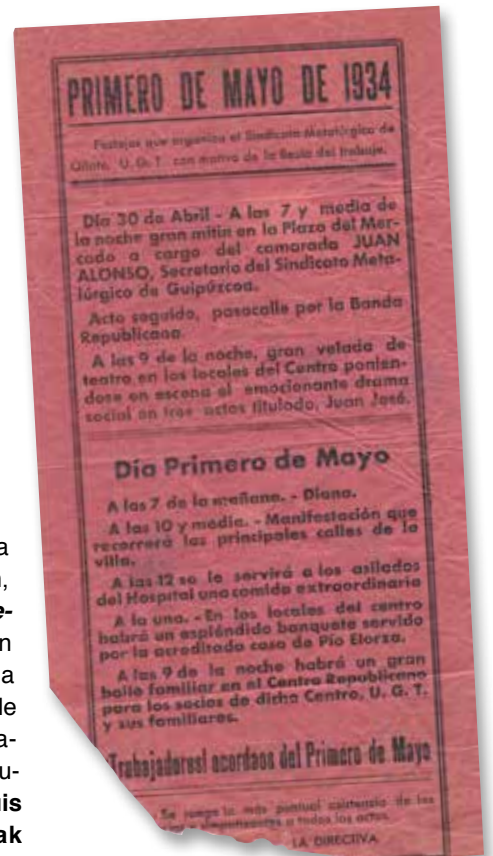 PRIMERO DE MAYO DE 1934
Festejos que organiza el Sindicato Metalúrgico de
Oñate, U. G. T. con motivo de la fiesta del trabajo.
Día 30 de Abril - A las 7 y media de
la noche gran mitin en la Plaza del Mer-
cado a cargo del camarada JUAN
ALONSO, Secretario del Sindicato Meta-
lúrgico de Guipúzcoa.
Acto seguido, pasacalle por la Banda
Republicana.
A las 9 de la noche, gran velada de
teatro en los locales del Centro ponien-
dose en escena el emocionante drama
social en tres actos titulado, Juan José.
Día Primero de Mayo
A las 7 de la mañana. - Diana.
A las 10 y media. - Manifestación que
recorrerá las principales calles de la
villa.
A las 12 se le servirá a los asilados
del Hospital una comida extraordinaria
A la una. - En los locales del centro
habrá un espléndido banquete servido
por la acreditada casa de Pío Elorza.
A las 9 de la noche habrá un gran
baile familiar en el Centro Republicano
para los socios de dicho Centro, U. G. T.
y sus familiares.
¡Trabajadores! acordaos del Primero de Mayo
Se ruega la más puntual asistencia de los
y simpatizantes a todos los actos.
LA DIRECTIVA
a
,
e-
n
a
le
a-
u-
is
ak